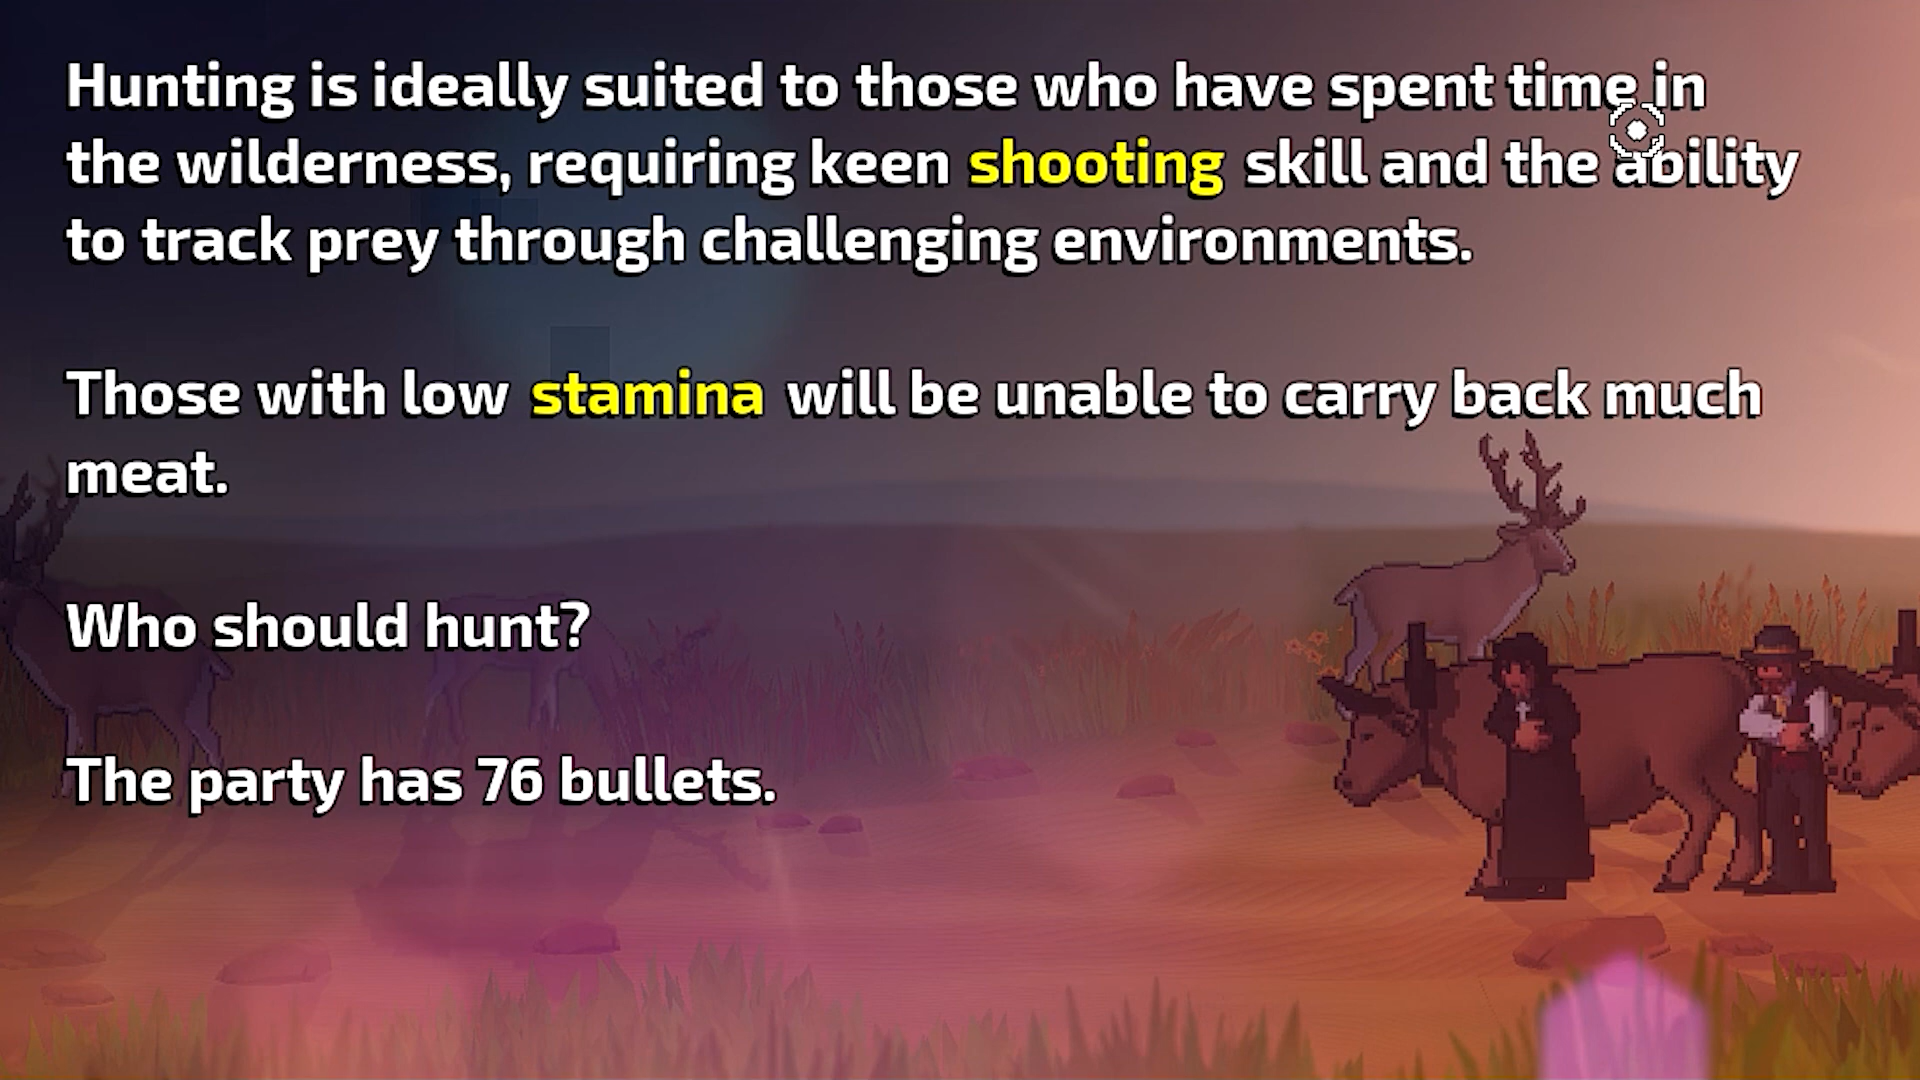 Hunting is ideally suited to those who have spent time in
the wilderness, requiring keen shooting skill and the ability
to track prey through challenging environments.
Those with low stamina will be unable to carry back much
meat.
Who should hunt?
The party has 76 bullets.